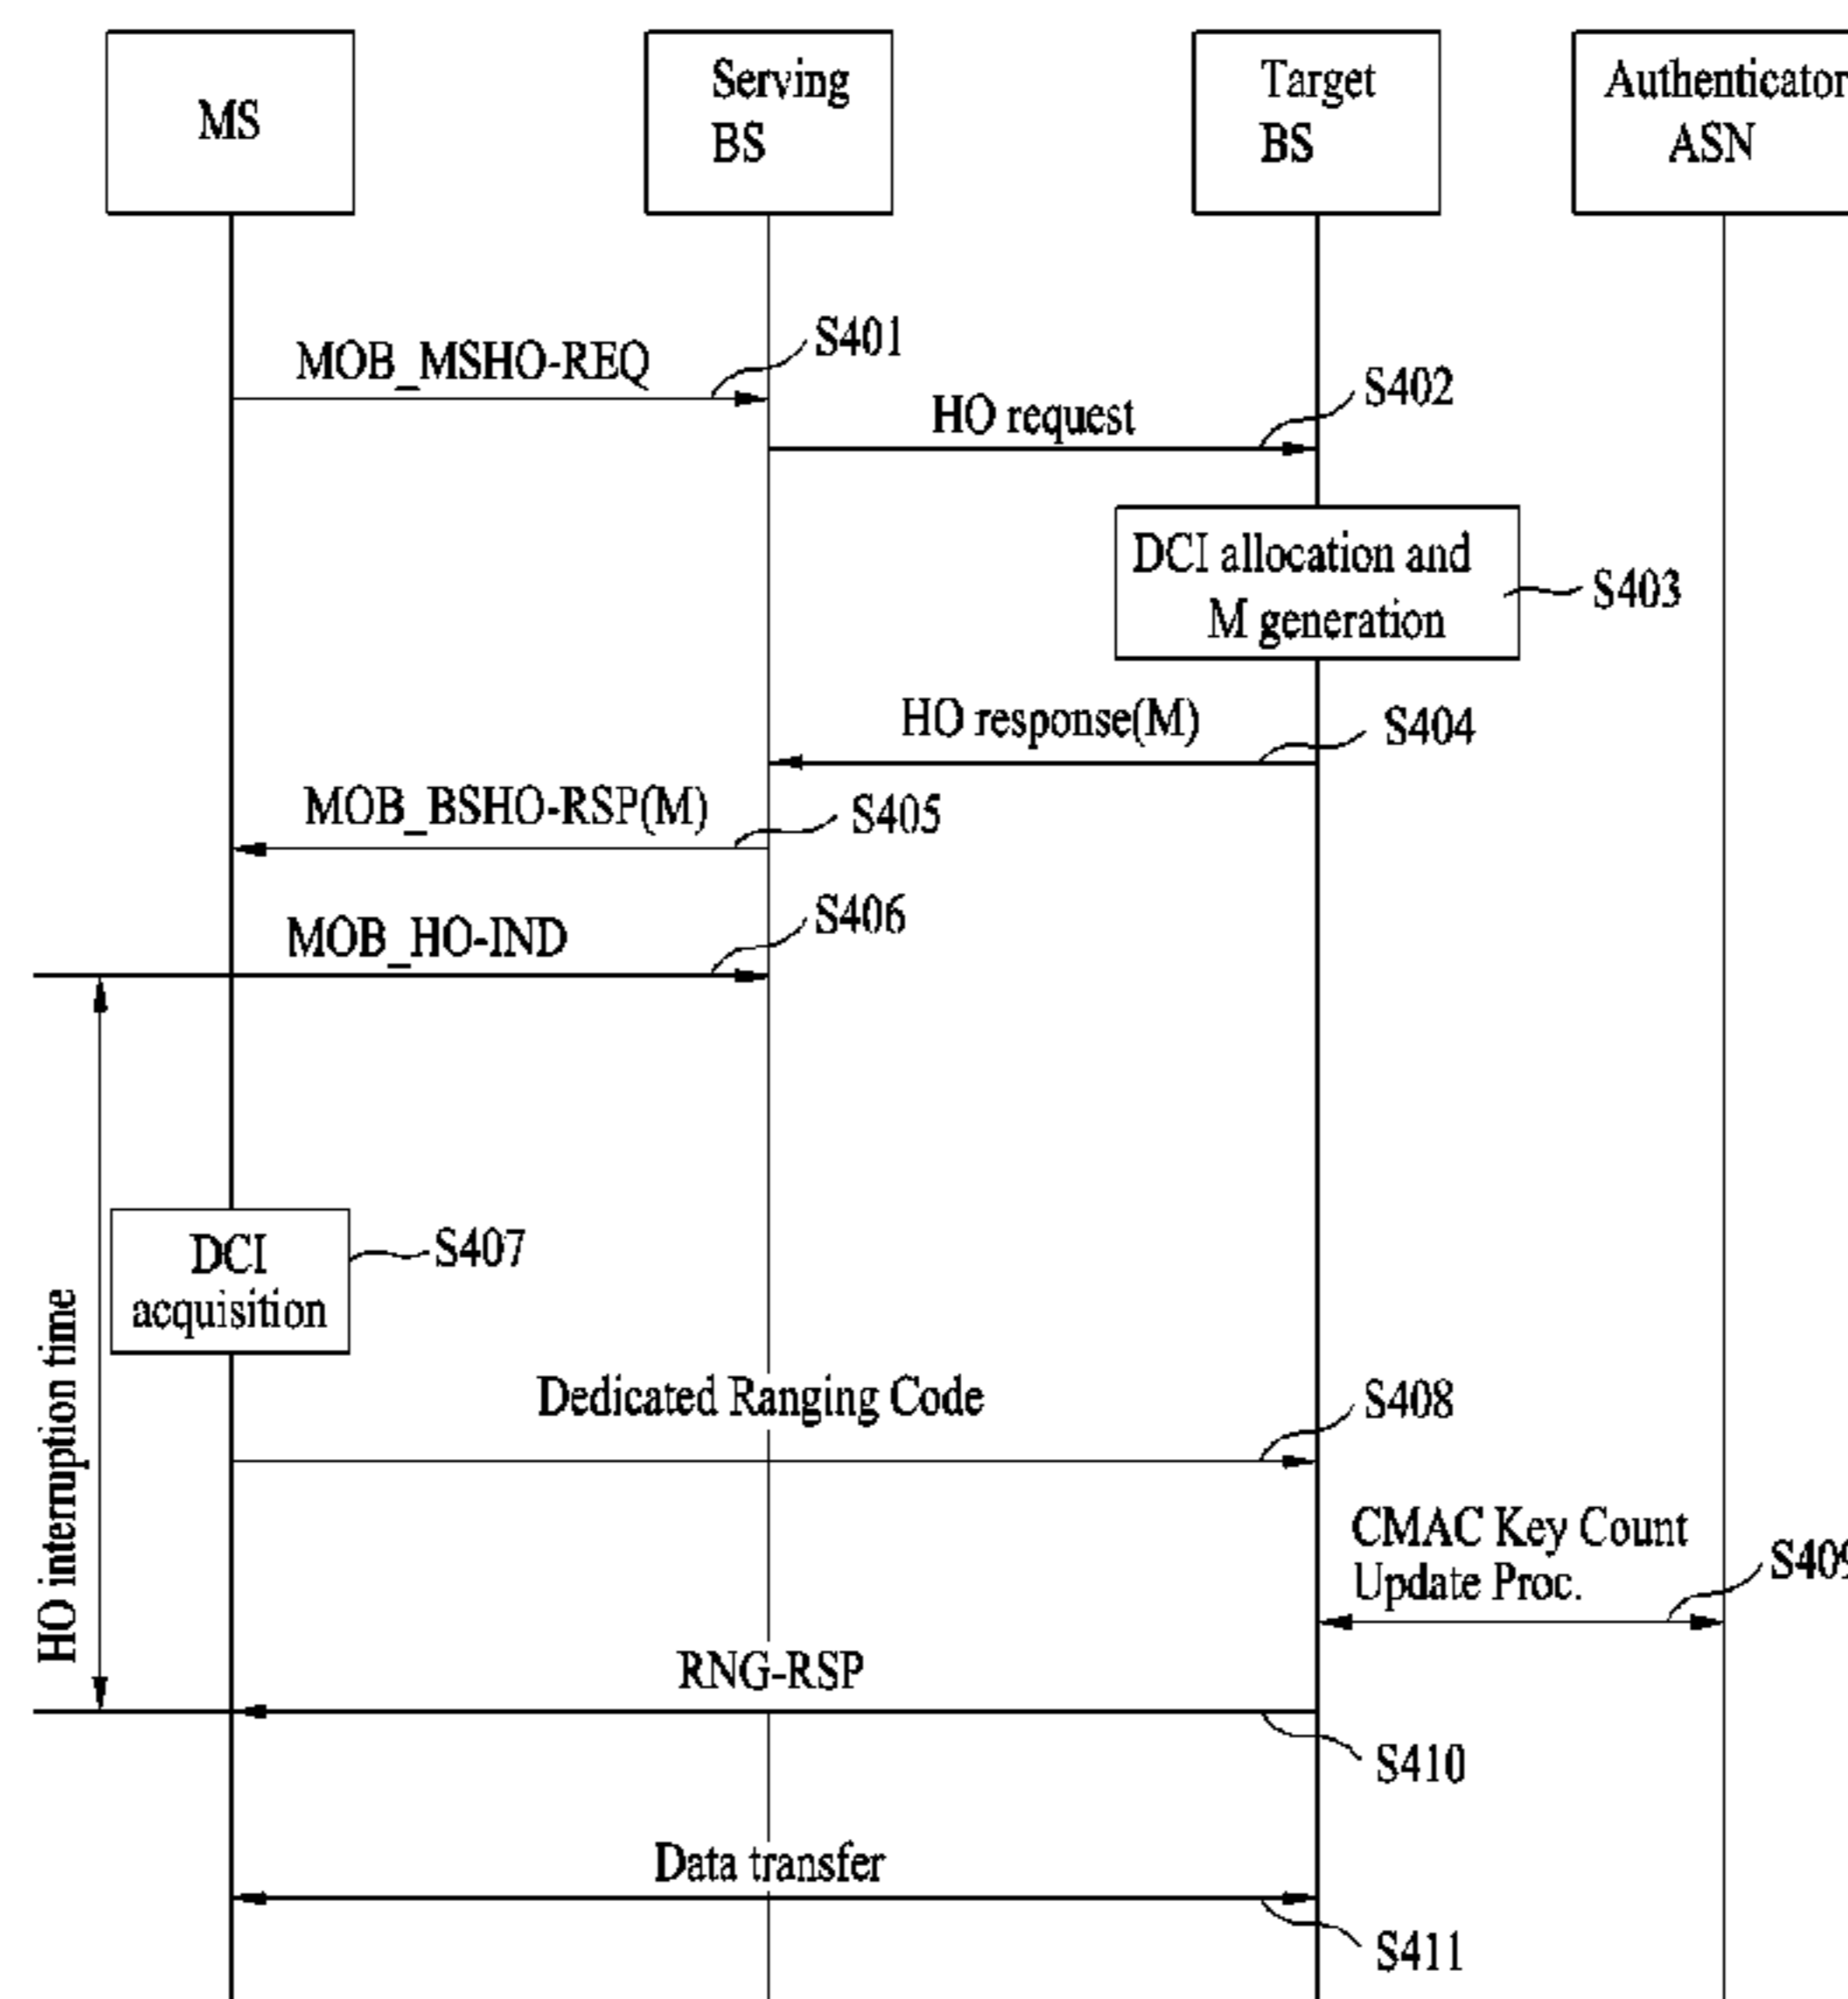 MS
Serving
BS
Target
BS
Authenticator
ASN
MOB_MSHO-REQ
S401
HO request
S402
DCI allocation and
M generation
S403
HO response(M)
S404
MOB_BSHO-RSP(M)
S405
MOB_HO-IND
S406
HO interruption time
DCI
acquisition
S407
Dedicated Ranging Code
S408
CMAC Key Count
Update Proc.
S409
RNG-RSP
S410
Data transfer
S411